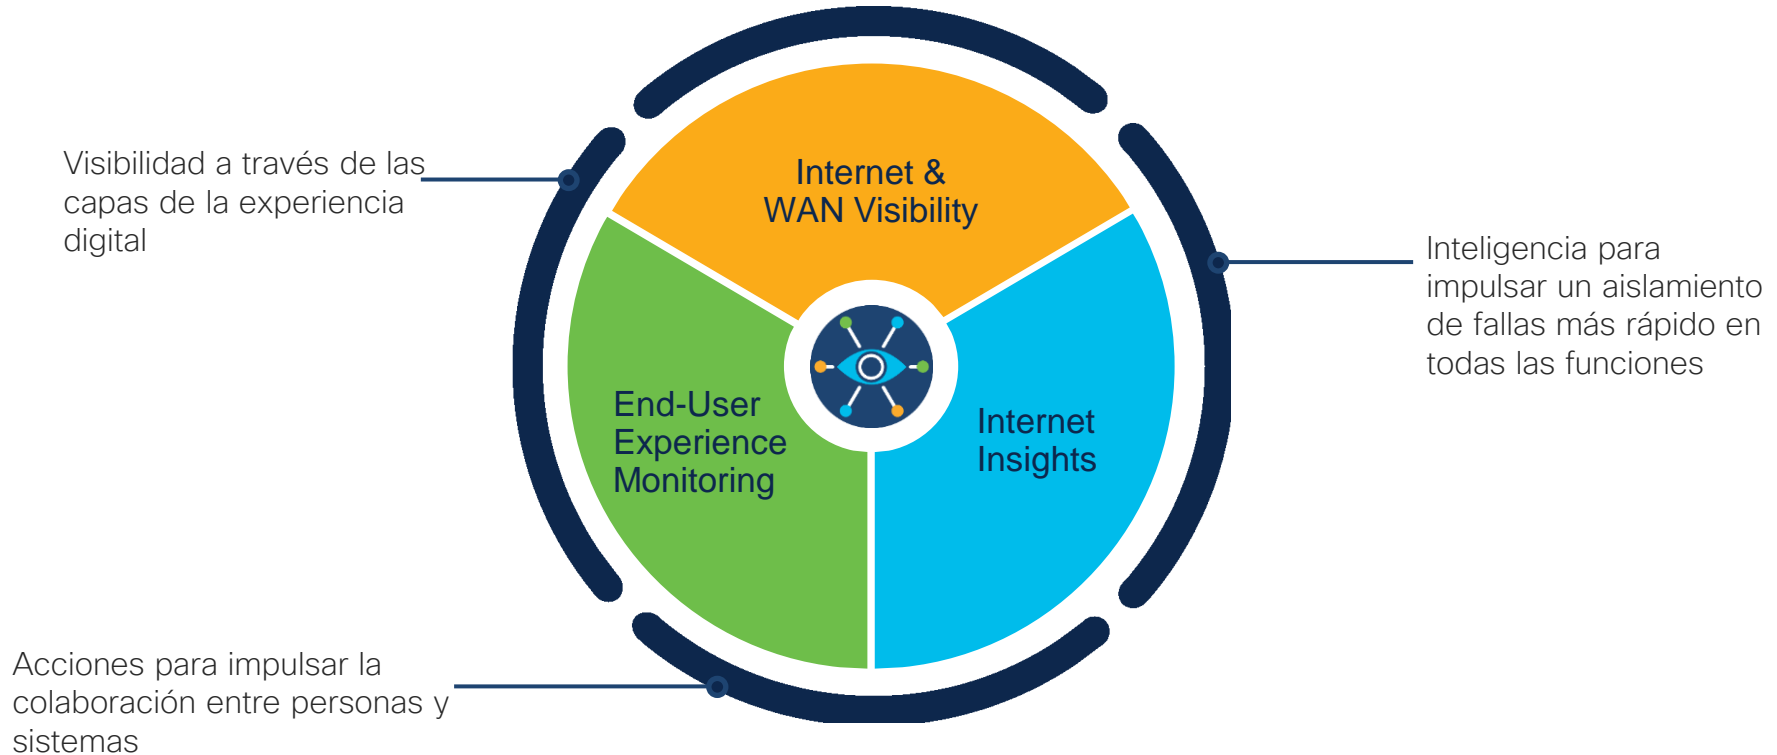 Internet &
WAN Visibility
Visibilidad a través de las
capas de la experiencia
digital
Inteligencia para
impulsar un aislamiento
de fallas más rápido en
todas las funciones
End-User
Experience
Monitoring
Internet
Insights
Acciones para impulsar la
colaboración entre personas y
sistemas